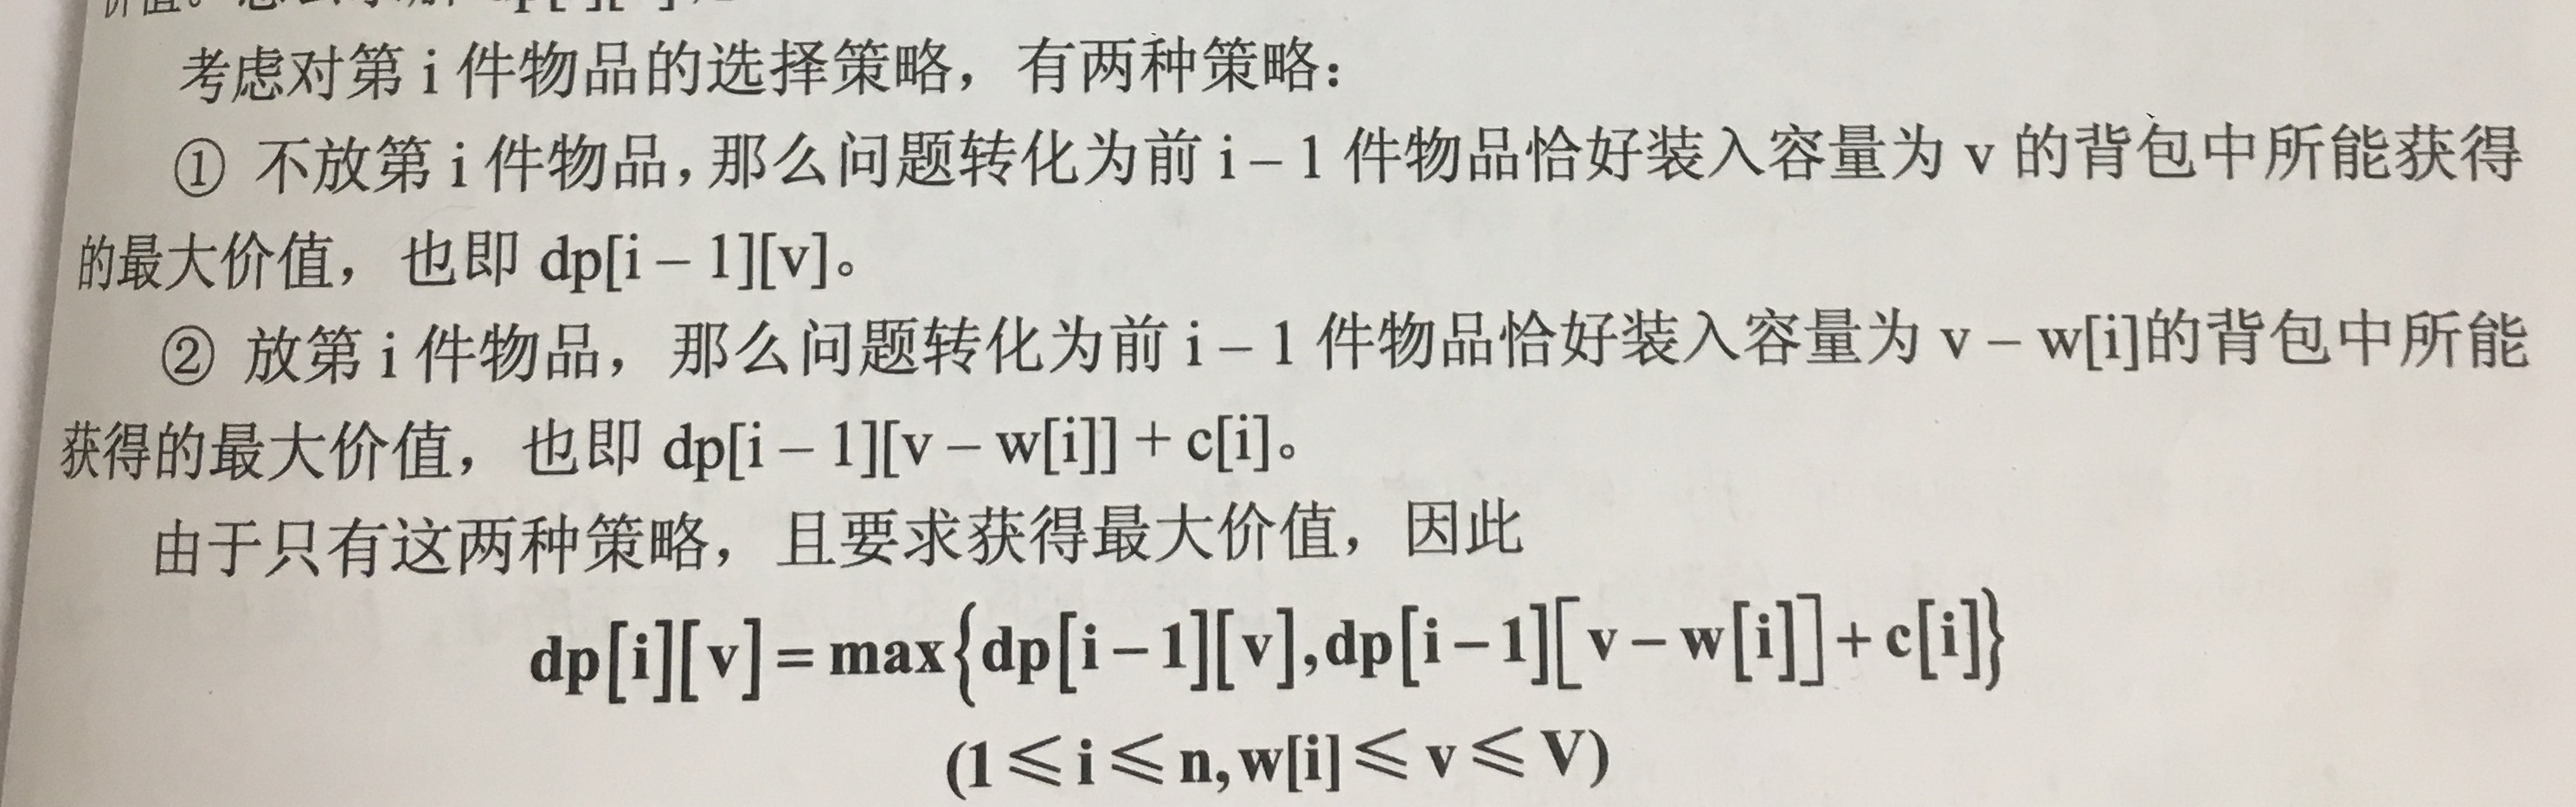 考虑对第 i 件物品的选择策略，有两种策略：
① 不放第 i 件物品，那么问题转化为前 i – 1 件物品恰好装入容量为 v 的背包中所能获得
的最大价值，也即 dp[i – 1][v]。
② 放第 i 件物品，那么问题转化为前 i – 1 件物品恰好装入容量为 v – w[i]的背包中所能
获得的最大价值，也即 dp[i – 1][v – w[i]] + c[i]。
由于只有这两种策略，且要求获得最大价值，因此
dp[i][v] = max{dp[i – 1][v],dp[i – 1][v – w[i]] + c[i]}
(1 ≤ i ≤ n, w[i] ≤ v ≤ V)